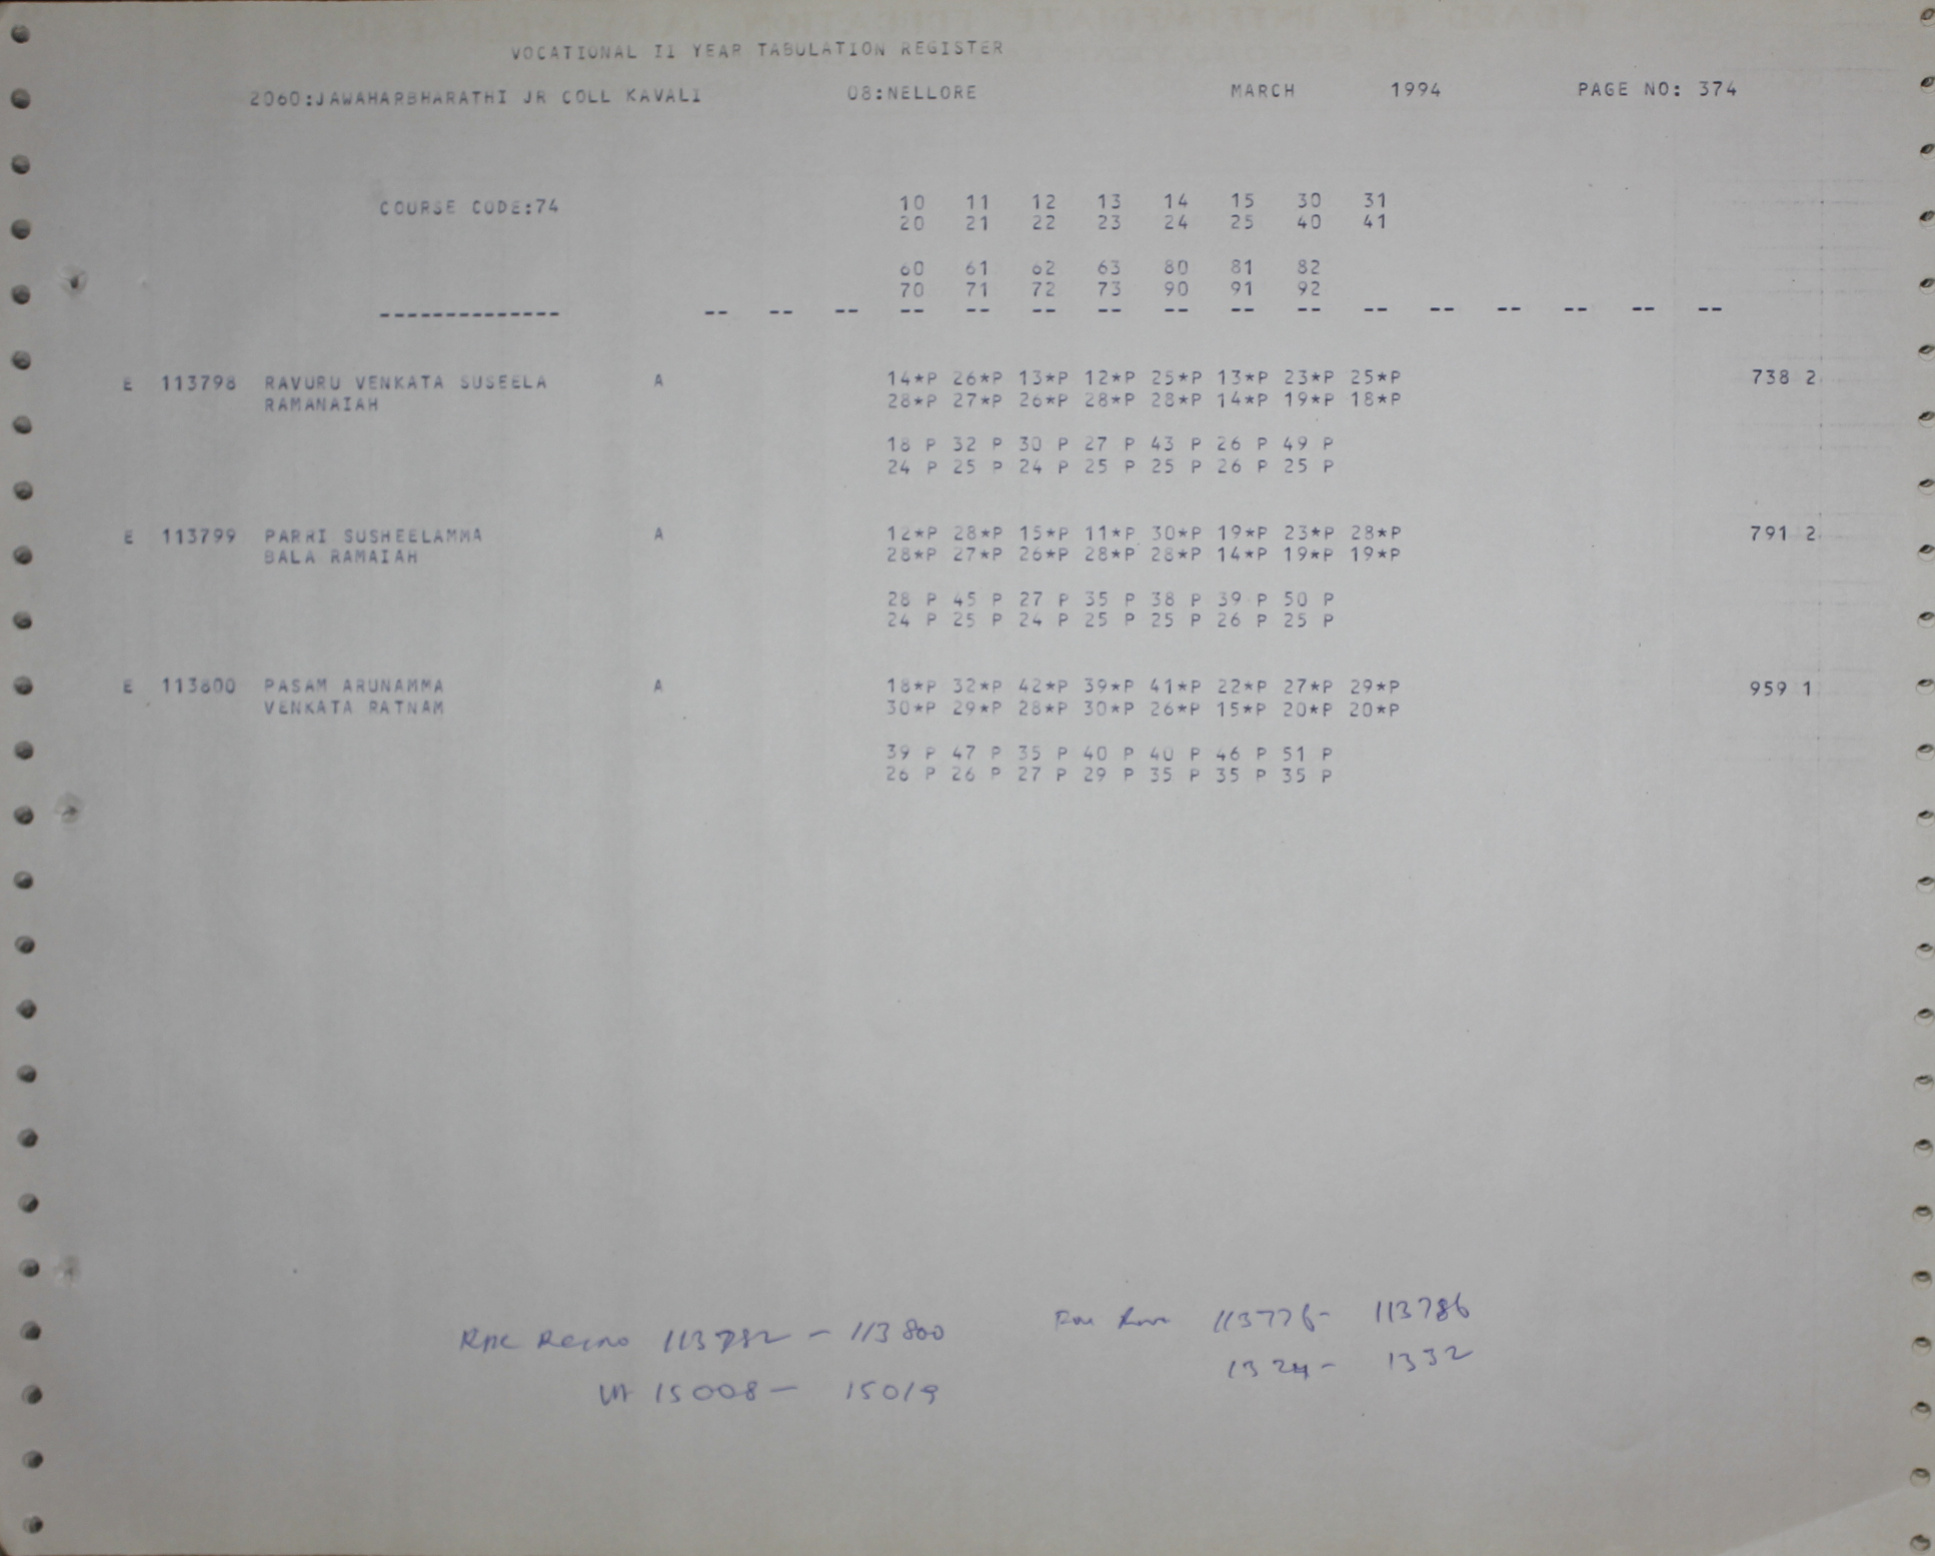 VOCATIONAL II YEAR TABULATION REGISTER
2060:JAWAHARBHARATHI JR COLL KAVALI 08:NELLORE MARCH 1994 PAGE NO: 374
COURSE CODE:74 10 11 12 13 14 15 30 31
20 21 22 23 24 25 40 41
60 61 62 63 80 81 82
70 71 72 73 90 91 92
-------------- -- -- -- -- -- -- -- -- -- -- -- -- -- -- -- --
E 113798 RAVURU VENKATA SUSEELA A 14*P 26*P 13*P 12*P 25*P 13*P 23*P 25*P 738 2
RAMANAIAH 28*P 27*P 26*P 28*P 28*P 14*P 19*P 18*P
18 P 32 P 30 P 27 P 43 P 26 P 49 P
24 P 25 P 24 P 25 P 25 P 26 P 25 P
E 113799 PARRI SUSHEELAMMA A 12*P 28*P 15*P 11*P 30*P 19*P 23*P 28*P 791 2
BALA RAMAIAH 28*P 27*P 26*P 28*P 28*P 14*P 19*P 19*P
28 P 45 P 27 P 35 P 38 P 39 P 50 P
24 P 25 P 24 P 25 P 25 P 26 P 25 P
E 113800 PASAM ARUNAMMA A 18*P 32*P 42*P 39*P 41*P 22*P 27*P 29*P 959 1
VENKATA RATNAM 30*P 29*P 28*P 30*P 26*P 15*P 20*P 20*P
39 P 47 P 35 P 40 P 40 P 46 P 51 P
26 P 26 P 27 P 29 P 35 P 35 P 35 P
113782 - 113800 113776- 113786
15008 - 15019 1324- 1332